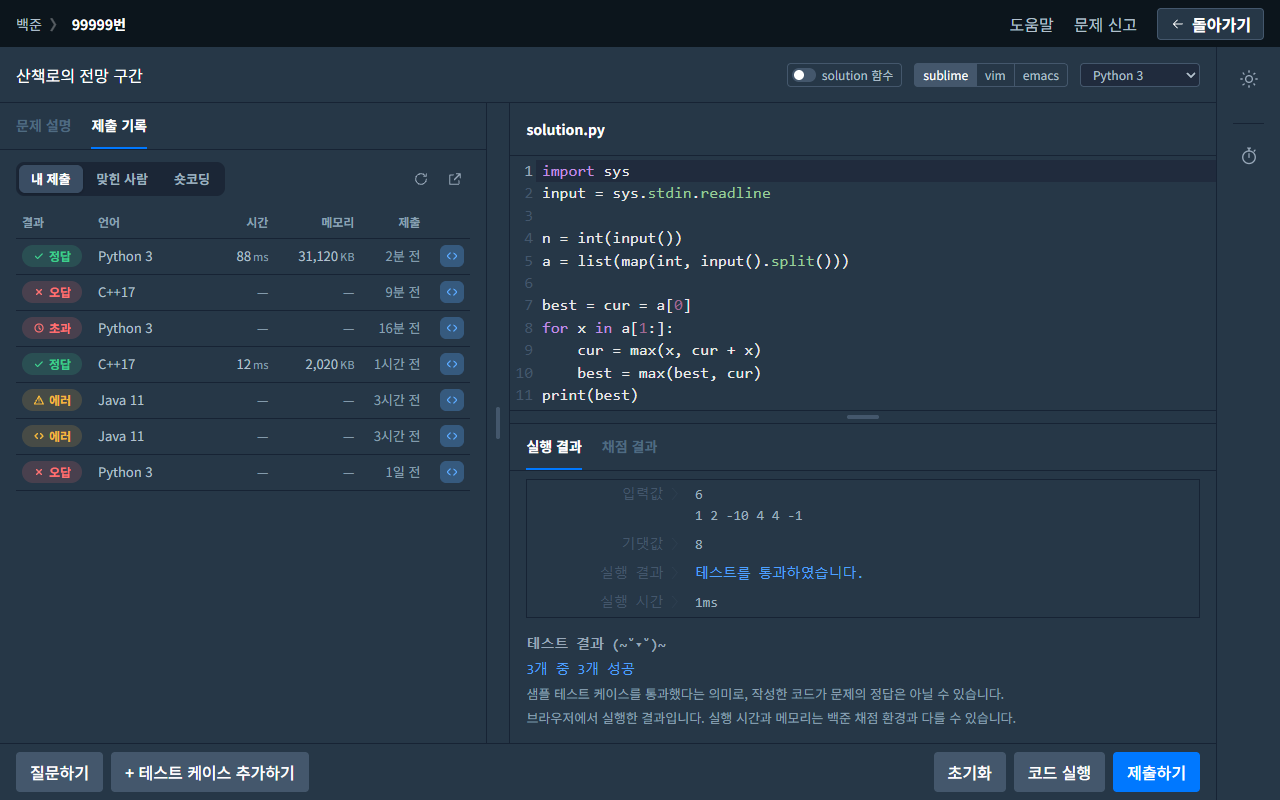 백준 〉 99999번
도움말 문제 신고 ← 돌아가기
산책로의 전망 구간
solution 함수 sublime vim emacs Python 3
문제 설명 제출 기록
내 제출 맞힌 사람 숏코딩
결과 언어 시간 메모리 제출
정답 Python 3 88 ms 31,120 KB 2분 전
오답 C++17 — — 9분 전
초과 Python 3 — — 16분 전
정답 C++17 12 ms 2,020 KB 1시간 전
에러 Java 11 — — 3시간 전
에러 Java 11 — — 3시간 전
오답 Python 3 — — 1일 전
solution.py
1 import sys
2 input = sys.stdin.readline
3
4 n = int(input())
5 a = list(map(int, input().split()))
6
7 best = cur = a[0]
8 for x in a[1:]:
9     cur = max(x, cur + x)
10     best = max(best, cur)
11 print(best)
실행 결과 채점 결과
입력값 〉 6
1 2 -10 4 4 -1
기댓값 〉 8
실행 결과 〉 테스트를 통과하였습니다.
실행 시간 〉 1ms
테스트 결과 (~˘▾˘)~
3개 중 3개 성공
샘플 테스트 케이스를 통과했다는 의미로, 작성한 코드가 문제의 정답은 아닐 수 있습니다.
브라우저에서 실행한 결과입니다. 실행 시간과 메모리는 백준 채점 환경과 다를 수 있습니다.
질문하기 + 테스트 케이스 추가하기 초기화 코드 실행 제출하기